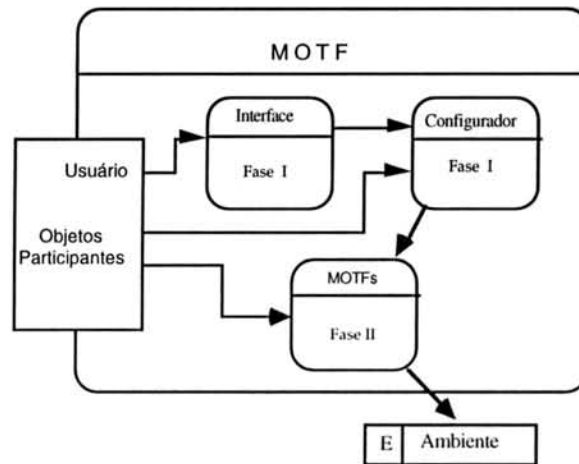 MOTF
Interface
Configurador
Usuário
Fase I
Fase I
Objetos
Participantes
MOTFs
Fase II
E
Ambiente